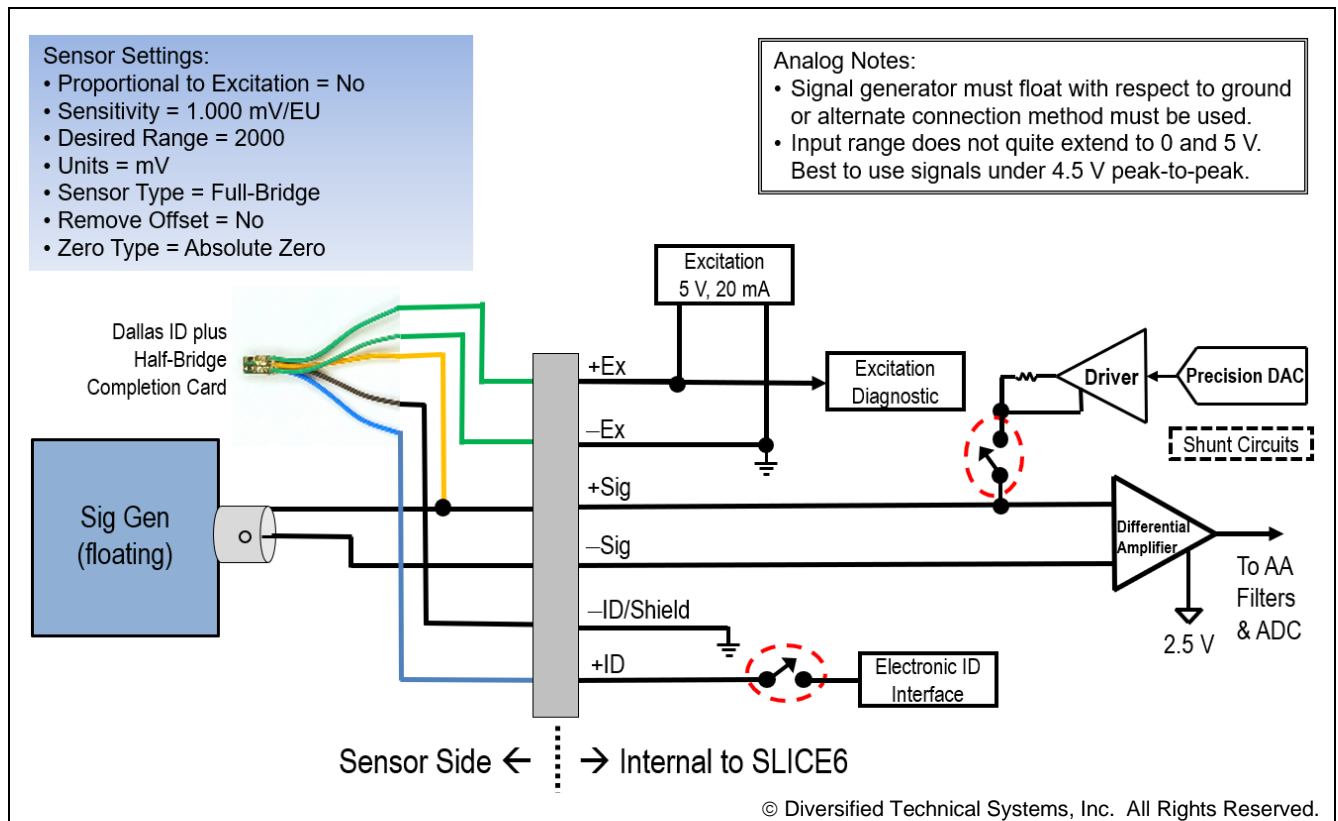 Sensor Settings:
• Proportional to Excitation = No
• Sensitivity = 1.000 mV/EU
• Desired Range = 2000
• Units = mV
• Sensor Type = Full-Bridge
• Remove Offset = No
• Zero Type = Absolute Zero
Analog Notes:
• Signal generator must float with respect to ground
or alternate connection method must be used.
• Input range does not quite extend to 0 and 5 V.
Best to use signals under 4.5 V peak-to-peak.
Excitation
5 V, 20 mA
Dallas ID plus
Half-Bridge
Completion Card
+Ex
Excitation
Diagnostic
Driver
Precision DAC
–Ex
Shunt Circuits
+Sig
Sig Gen
(floating)
–Sig
Differential
Amplifier
To AA
Filters
& ADC
2.5 V
–ID/Shield
+ID
Electronic ID
Interface
Sensor Side ← → Internal to SLICE6
© Diversified Technical Systems, Inc. All Rights Reserved.